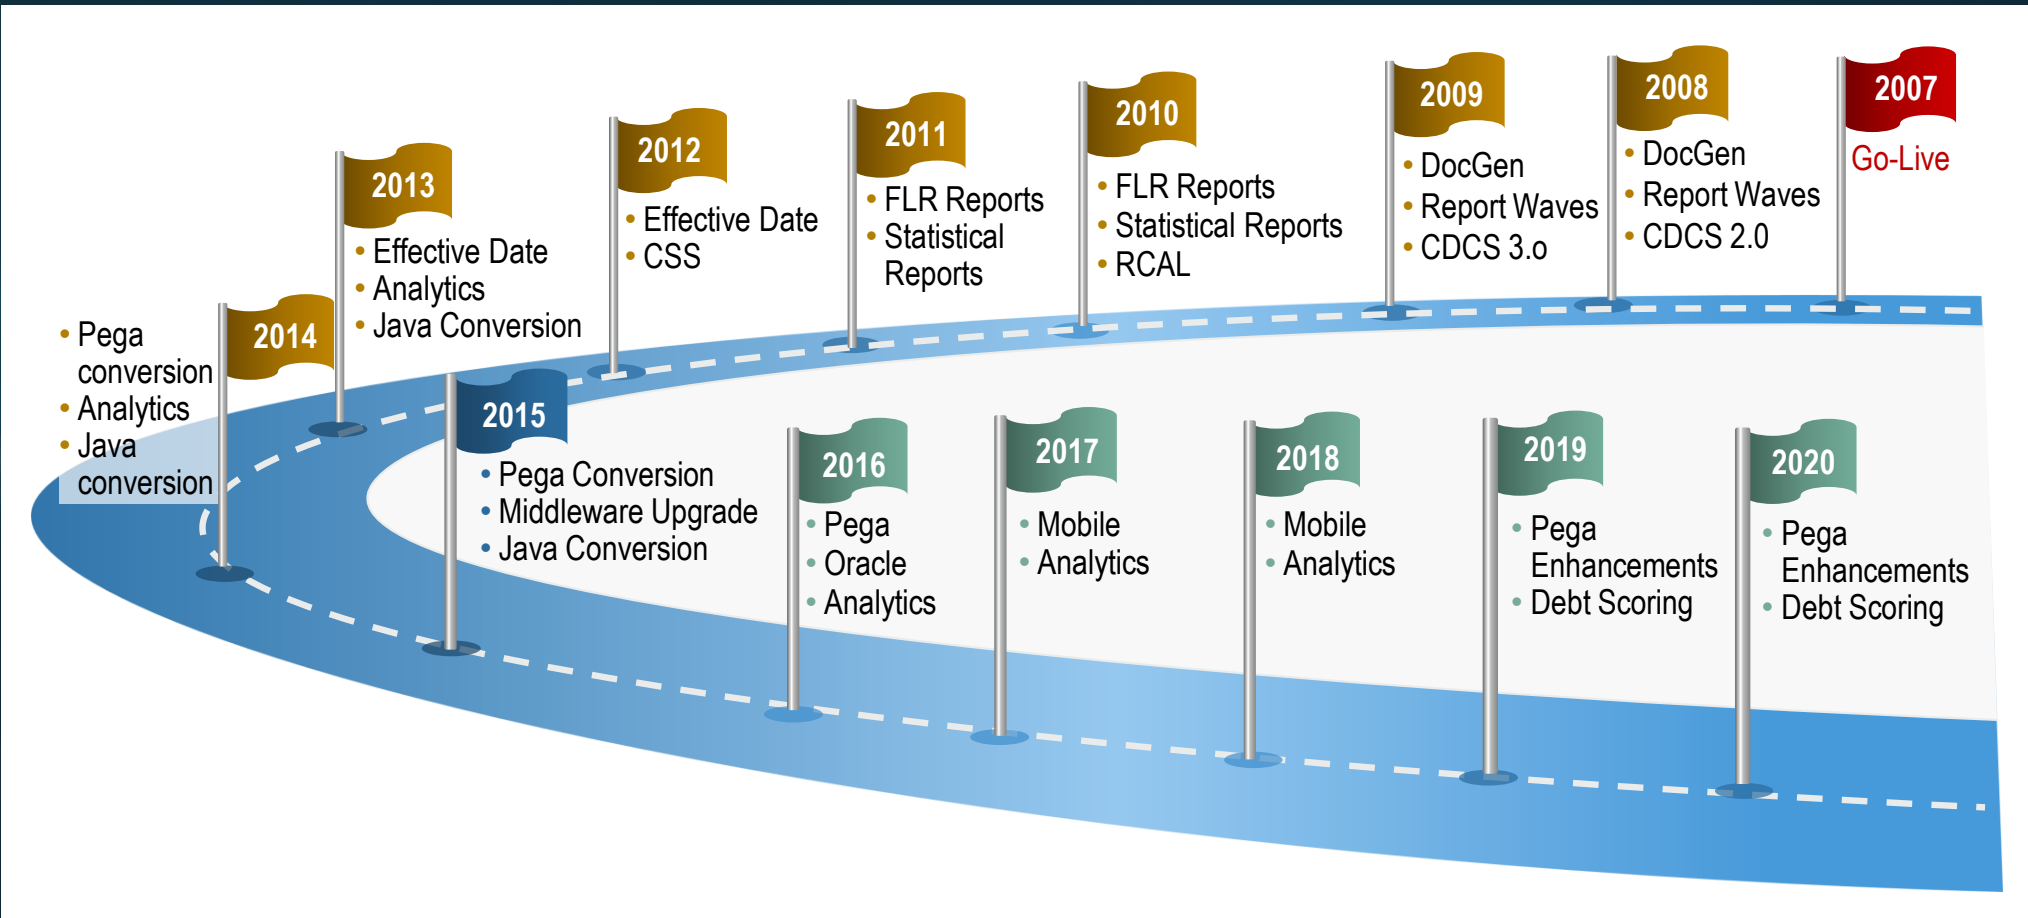 2007
Go-Live
2008
• DocGen
• Report Waves
• CDCS 2.0
2009
• DocGen
• Report Waves
• CDCS 3.o
2010
• FLR Reports
• Statistical Reports
• RCAL
2011
• FLR Reports
• Statistical
Reports
2012
• Effective Date
• CSS
2013
• Effective Date
• Analytics
• Java Conversion
2014
• Pega
conversion
• Analytics
• Java
conversion
2015
• Pega Conversion
• Middleware Upgrade
• Java Conversion
2016
• Pega
• Oracle
• Analytics
2017
• Mobile
• Analytics
2018
• Mobile
• Analytics
2019
• Pega
Enhancements
• Debt Scoring
2020
• Pega
Enhancements
• Debt Scoring